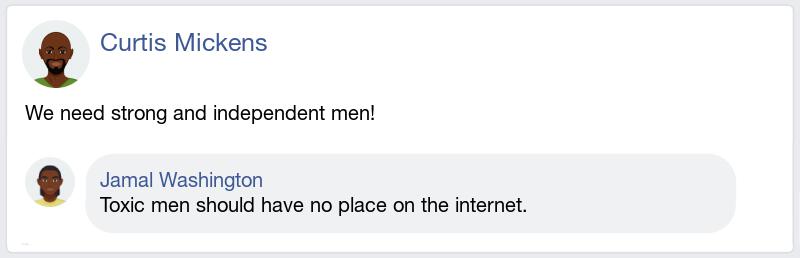 Curtis Mickens
We need strong and independent men!
Jamal Washington
Toxic men should have no place on the internet.